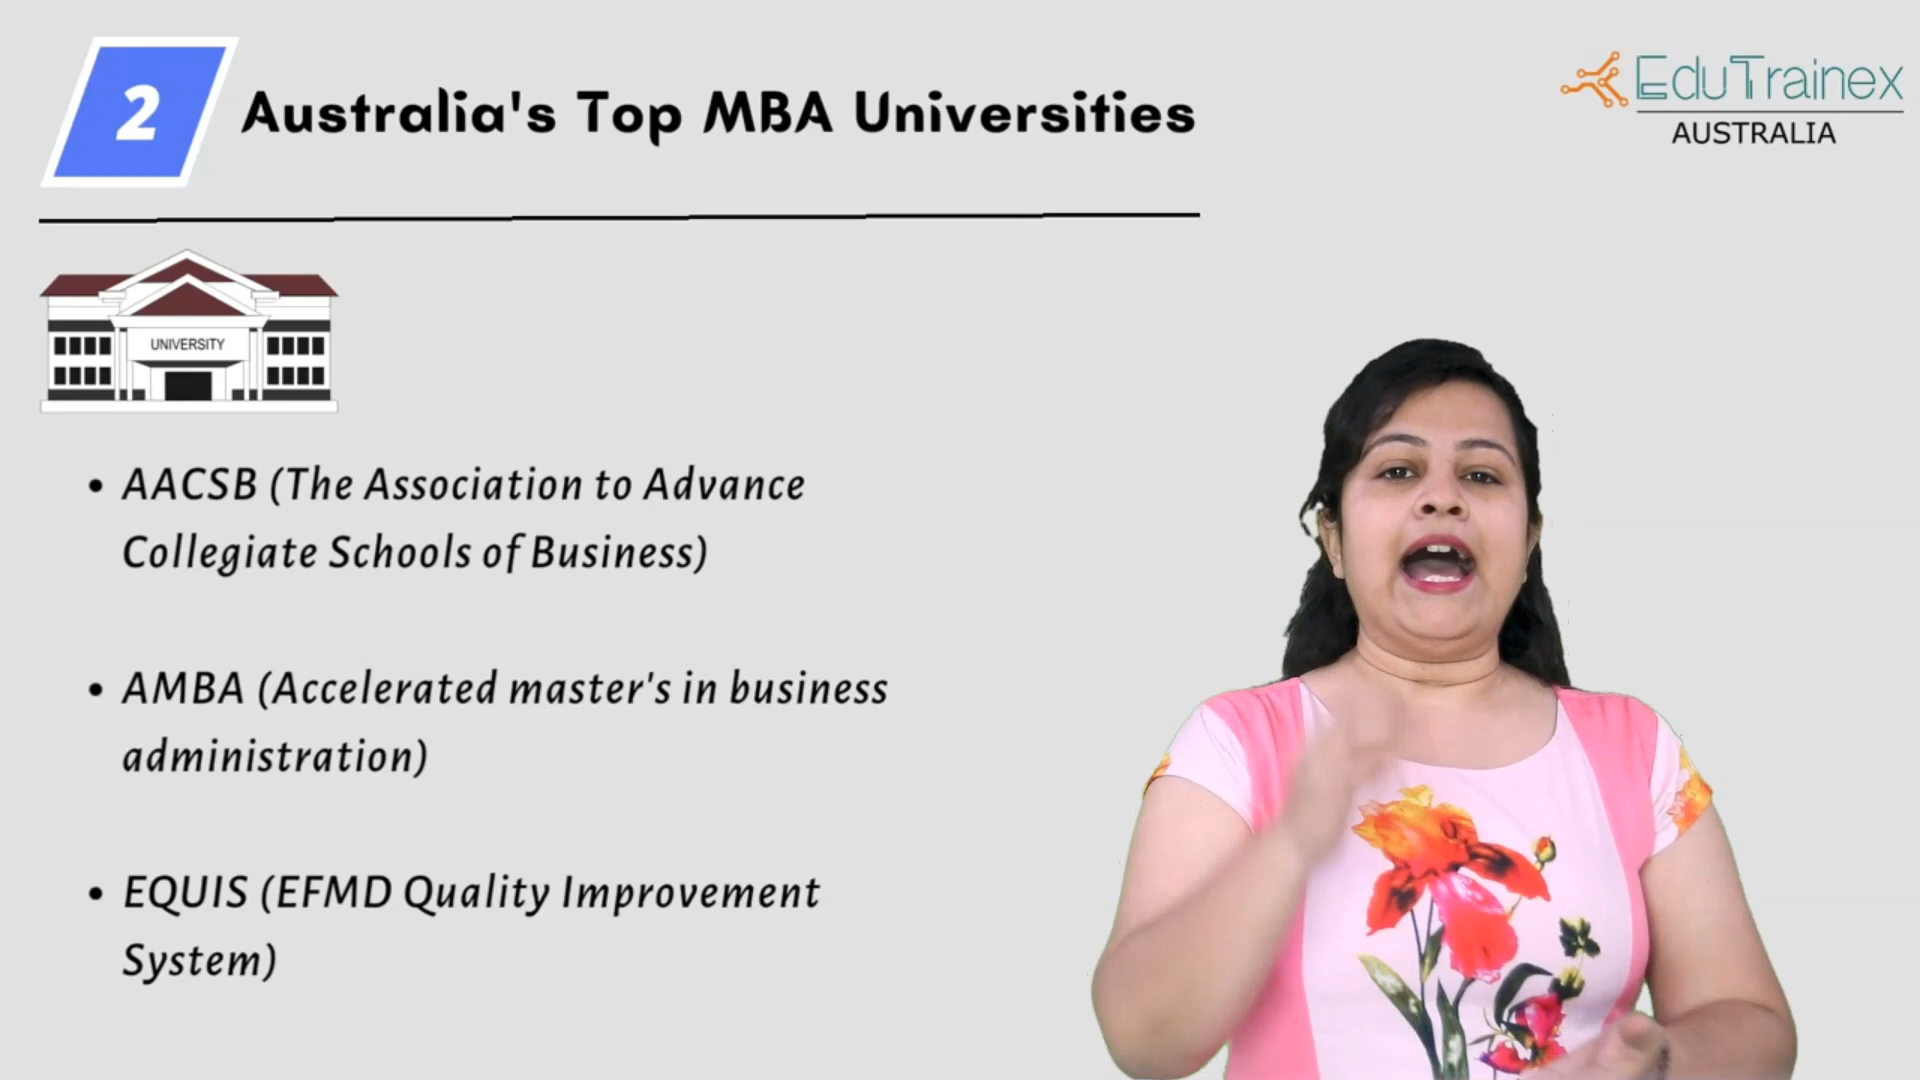 2
Australia's Top MBA Universities
EduTrainex
AUSTRALIA
UNIVERSITY
• AACSB (The Association to Advance
Collegiate Schools of Business)
• AMBA (Accelerated master's in business
administration)
• EQUIS (EFMD Quality Improvement
System)